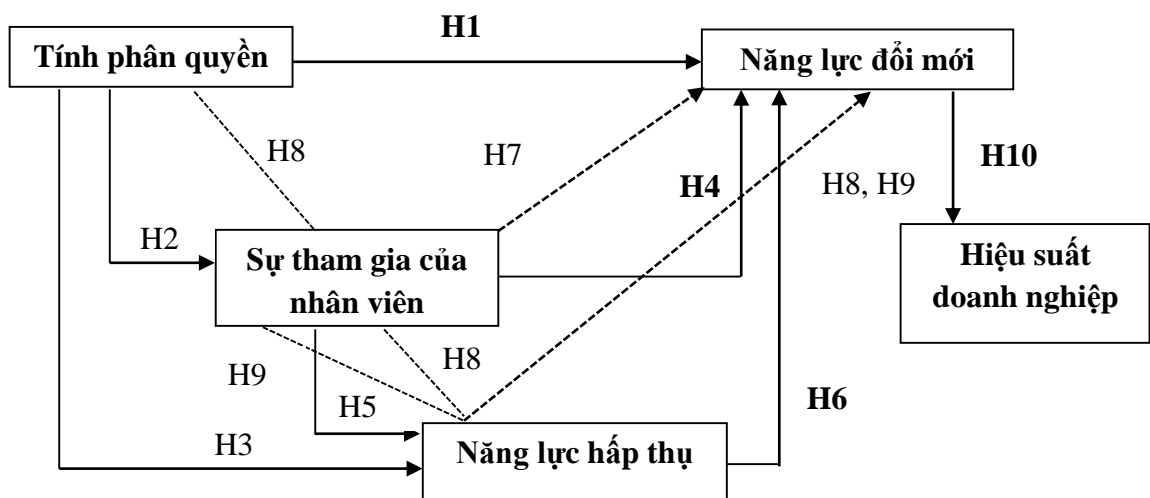 H1
Tính phân quyền
Năng lực đổi mới
H8
H7
H4
H10
H8, H9
H2
Sự tham gia của
nhân viên
Hiệu suất
doanh nghiệp
H9
H8
H5
H6
H3
Năng lực hấp thụ